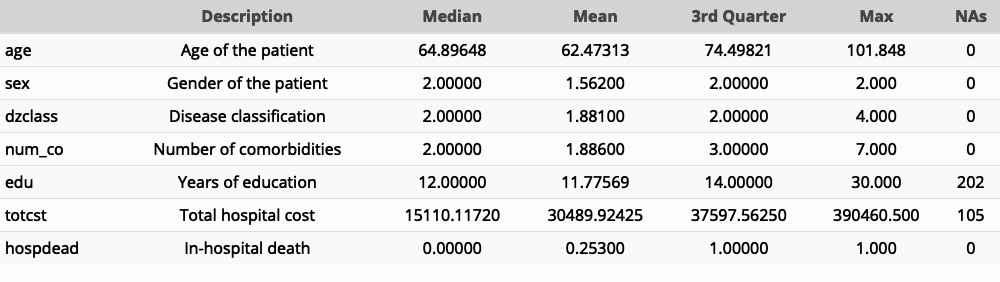 Description Median Mean 3rd Quarter Max NAs
age Age of the patient 64.89648 62.47313 74.49821 101.848 0
sex Gender of the patient 2.00000 1.56200 2.00000 2.000 0
dzclass Disease classification 2.00000 1.88100 2.00000 4.000 0
num_co Number of comorbidities 2.00000 1.88600 3.00000 7.000 0
edu Years of education 12.00000 11.77569 14.00000 30.000 202
totcst Total hospital cost 15110.11720 30489.92425 37597.56250 390460.500 105
hospdead In-hospital death 0.00000 0.25300 1.00000 1.000 0